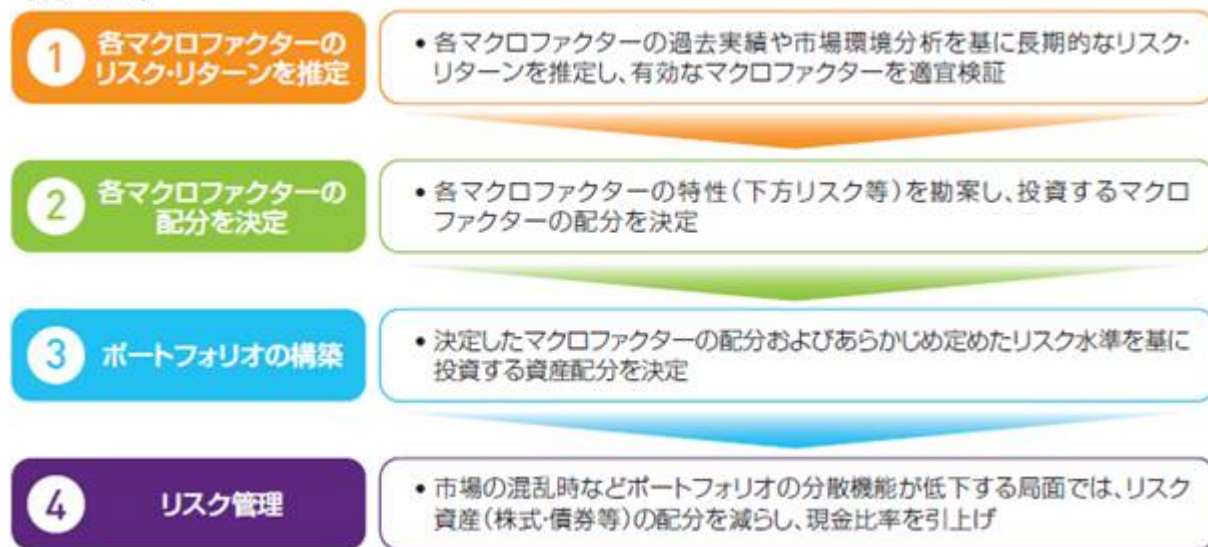 1
各マクロファクターの
リスク・リターンを推定
• 各マクロファクターの過去実績や市場環境分析を基に長期的なリスク・
リターンを推定し、有効なマクロファクターを適宜検証
2
各マクロファクターの
配分を決定
• 各マクロファクターの特性(下方リスク等)を勘案し、投資するマクロ
ファクターの配分を決定
3
ポートフォリオの構築
• 決定したマクロファクターの配分およびあらかじめ定めたリスク水準を基に
投資する資産配分を決定
4
リスク管理
• 市場の混乱時などポートフォリオの分散機能が低下する局面では、リスク
資産(株式・債券等)の配分を減らし、現金比率を引上げ